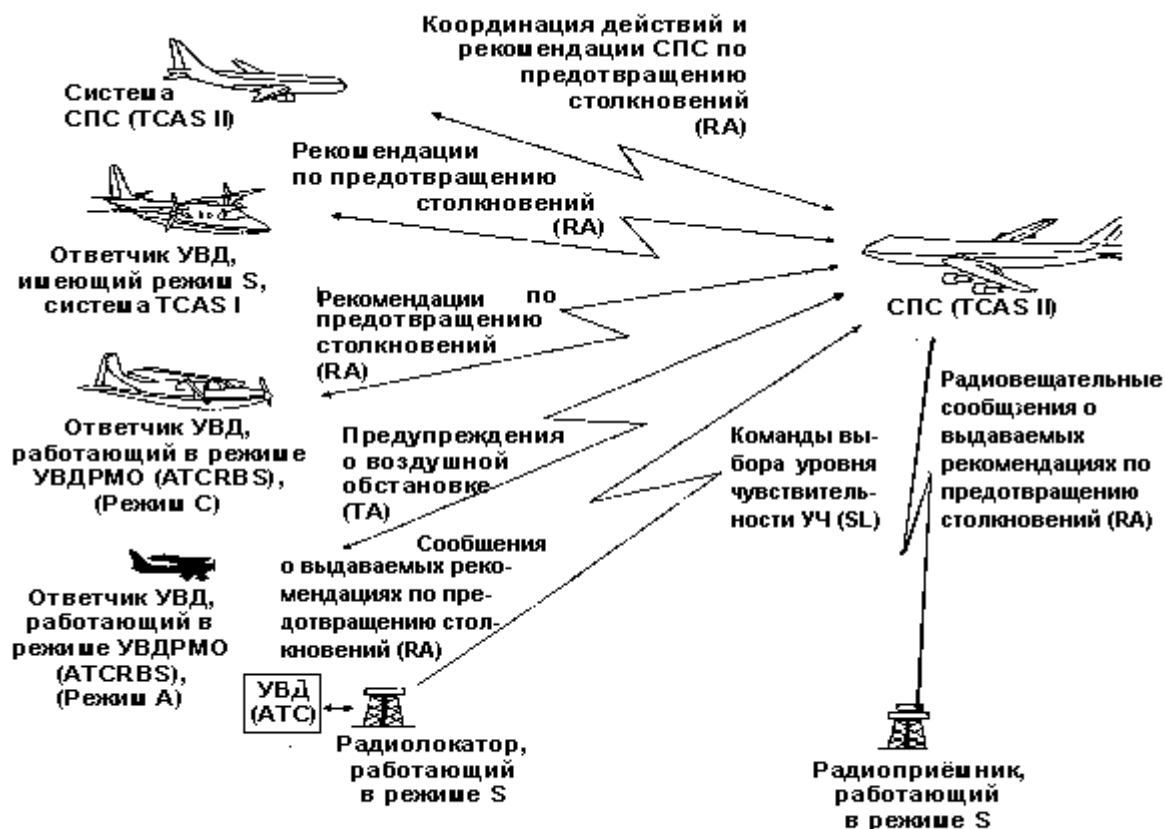 Координация действий и
рекомендации СПС по
предотвращению
столкновений
(RA)
Система
СПС (TCAS II)
Рекомендации
по предотвращению
столкновений
(RA)
Ответчик УВД,
имеющий режим S,
система TCAS I
СПС (TCAS II)
Рекомендации по
предотвращению
столкновений
(RA)
Ответчик УВД,
работающий в режиме
УВДРМО (ATCRBS),
(Режим С)
Предупреждения
о воздушной
обстановке
(TA)
Команды вы-
бора уровня
чувствитель-
ности УЧ (SL)
Радиовещательные
сообщения о
выдаваемых
рекомендациях по
предотвращению
столкновений (RA)
Сообщения
о выдаваемых реко-
мендациях по пре-
дотвращению стол-
кновений (RA)
Ответчик УВД,
работающий в
режиме УВДРМО
(ATCRBS),
(Режим А)
УВД
(АТС)
Радиолокатор,
работающий
в режиме S
Радиоприёмник,
работающий
в режиме S